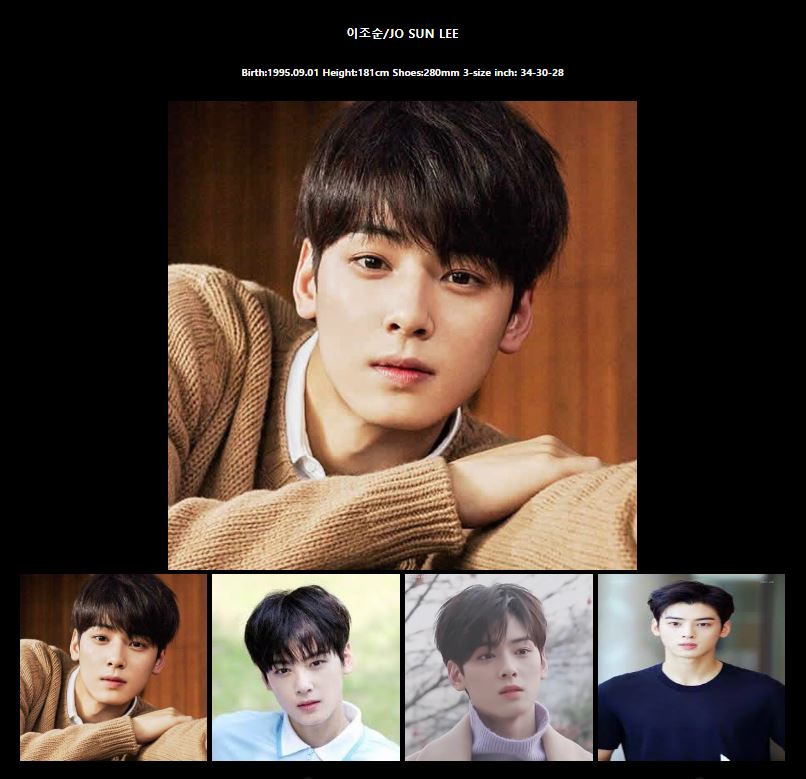 이조순/JO SUN LEE
Birth:1995.09.01 Height:181cm Shoes:280mm 3-size inch: 34-30-28